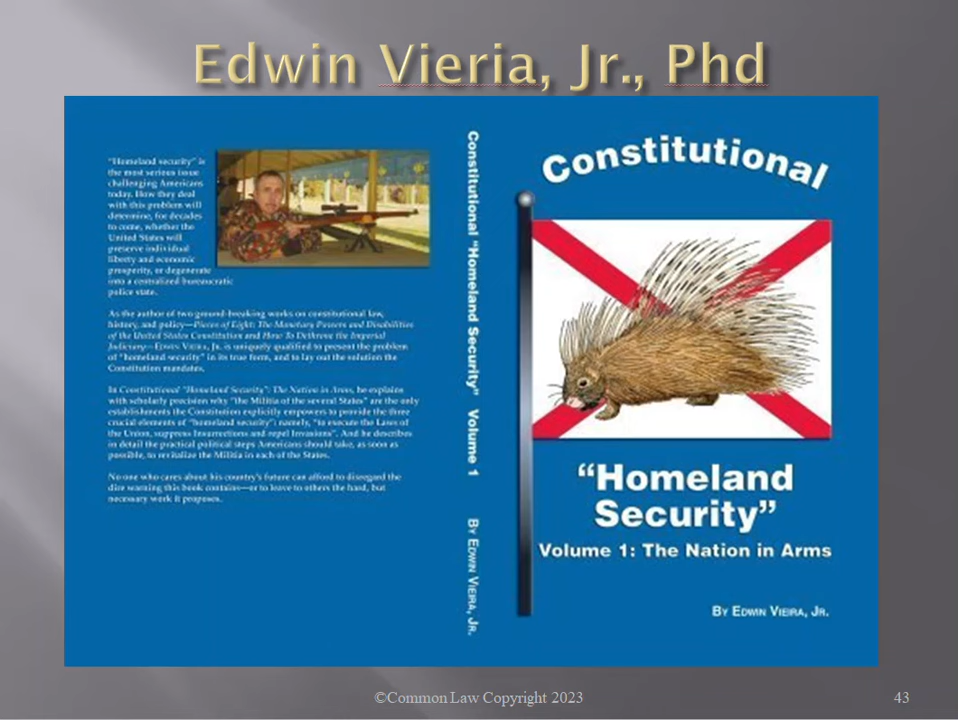 Edwin Vieria, Jr., Phd
"Homeland security" is
the most serious issue
challenging Americans
today. How they deal
with this problem will
determine, for decades
to come, whether the
United States will
preserve individual
liberty and economic
prosperity, or degenerate
into a centralized bureaucratic
police state.
As the author of two ground-breaking works on constitutional law,
history, and policy—Pieces of Eight: The Monetary Powers and Disabilities
of the United States Constitution and How To Dethrone the Imperial
Judiciary—EDWIN VIEIRA, JR. is uniquely qualified to present the problem
of "homeland security" in its true form, and to lay out the solution the
Constitution mandates.
In Constitutional "Homeland Security": The Nation in Arms, he explains
with scholarly precision why "the Militia of the several States" are the only
establishments the Constitution explicitly empowers to provide the three
crucial elements of "homeland security": namely, "to execute the Laws of
the Union, suppress Insurrections and repel Invasions". And he describes
in detail the practical political steps Americans should take, as soon as
possible, to revitalize the Militia in each of the States.
No one who cares about his country's future can afford to disregard the
dire warning this book contains—or to leave to others the hard, but
necessary work it proposes.
Constitutional "Homeland Security" Volume 1
BY EDWIN VIEIRA, JR.
Constitutional
"Homeland
Security"
Volume 1: The Nation in Arms
BY EDWIN VIEIRA, JR.
©Common Law Copyright 2023
43